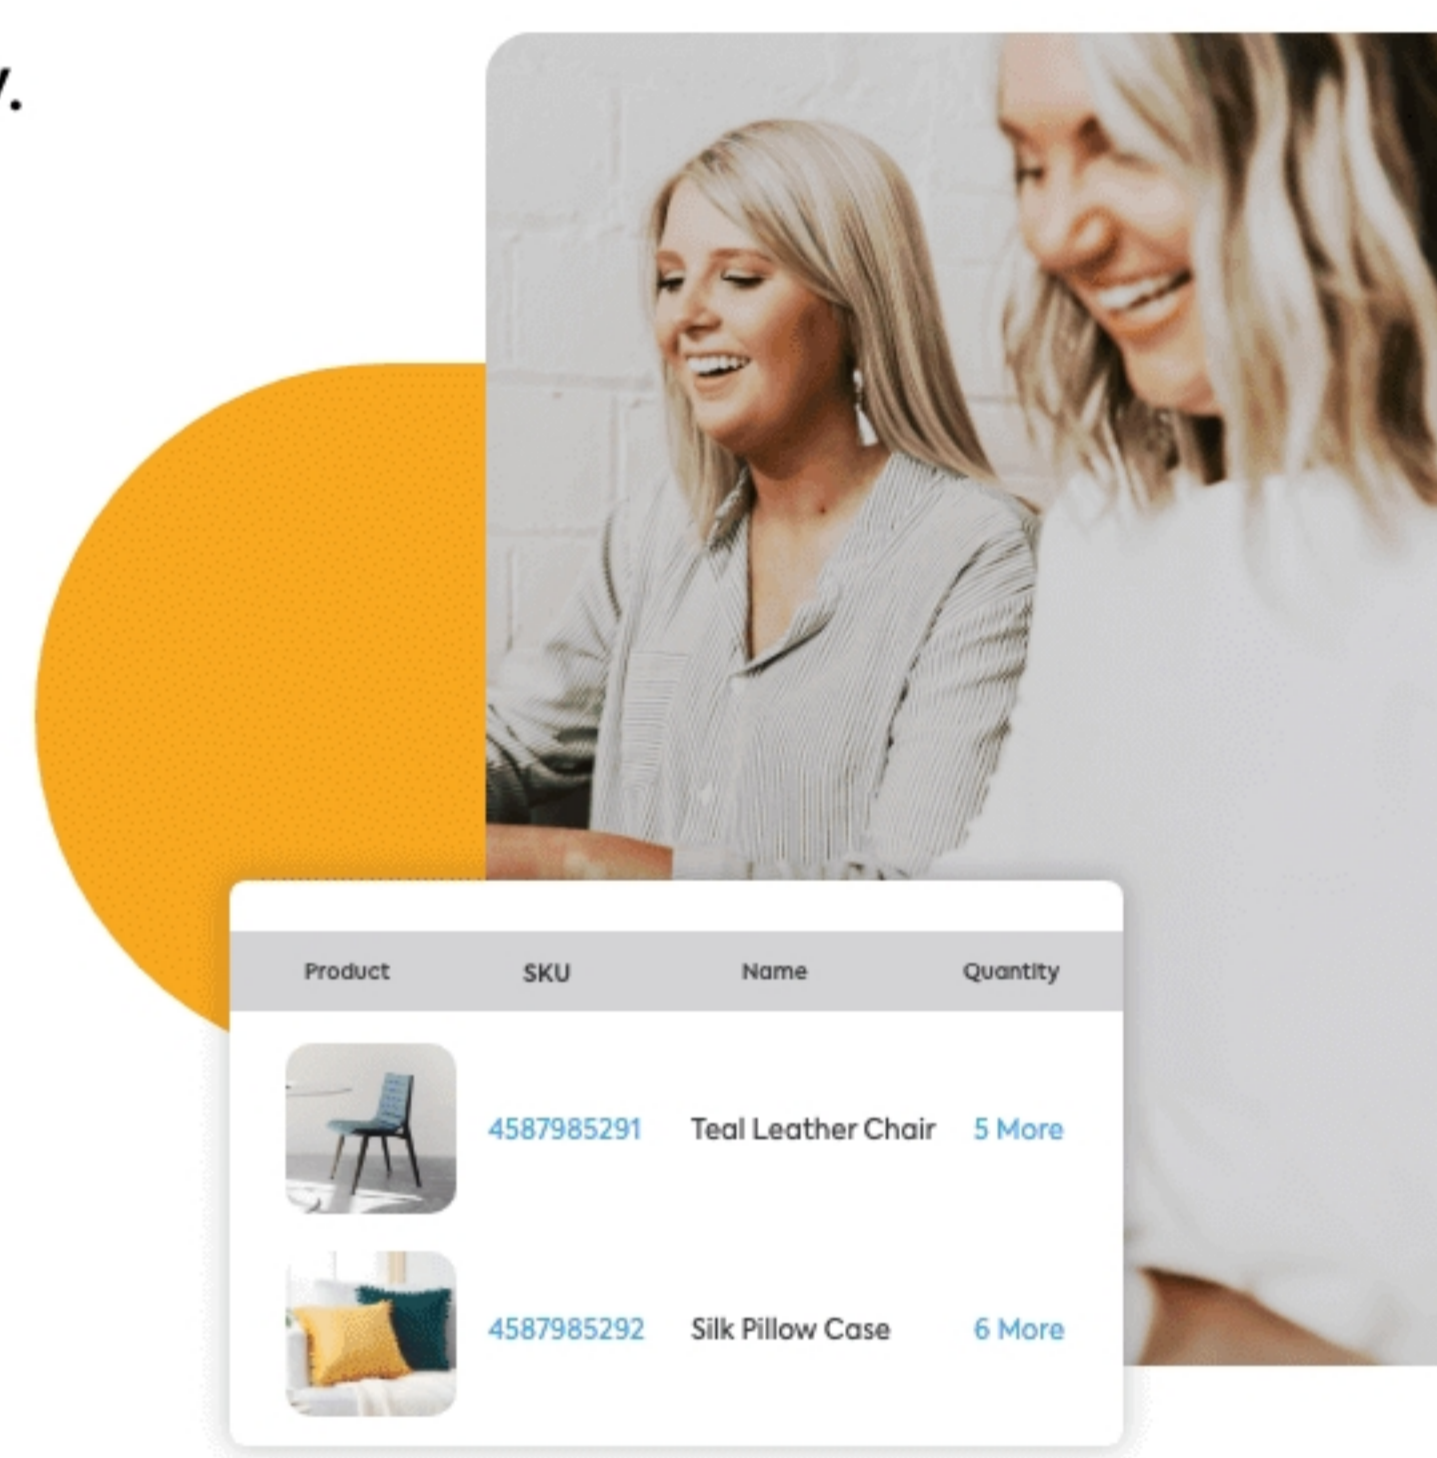 y.
Product SKU Name Quantity
4587985291 Teal Leather Chair 5 More
4587985292 Silk Pillow Case 6 More